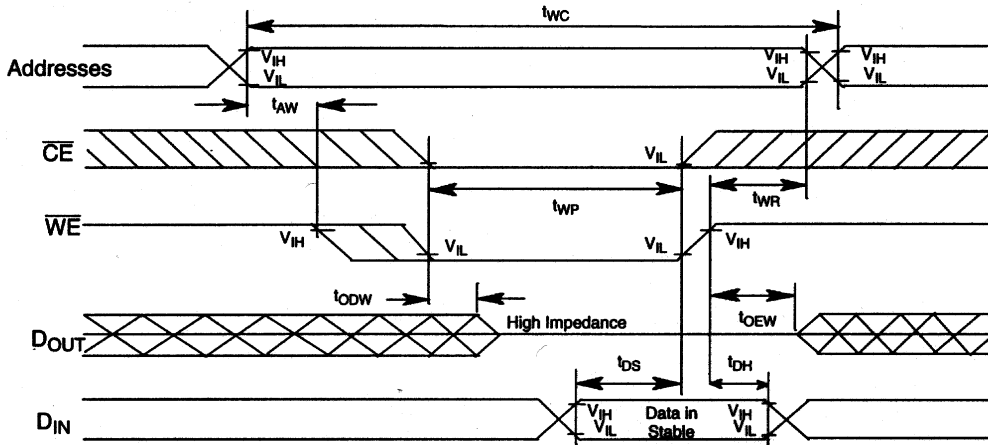 tWC
Addresses
VIH VIH VIH
VIL VIL VIL
tAW
CE
VIL
tWP
tWR
WE
VIH VIL VIL VIH
tODW
High Impedance
tOEW
DOUT
tDS
tDH
DIN
VIH Data in VIH
VIL Stable VIL